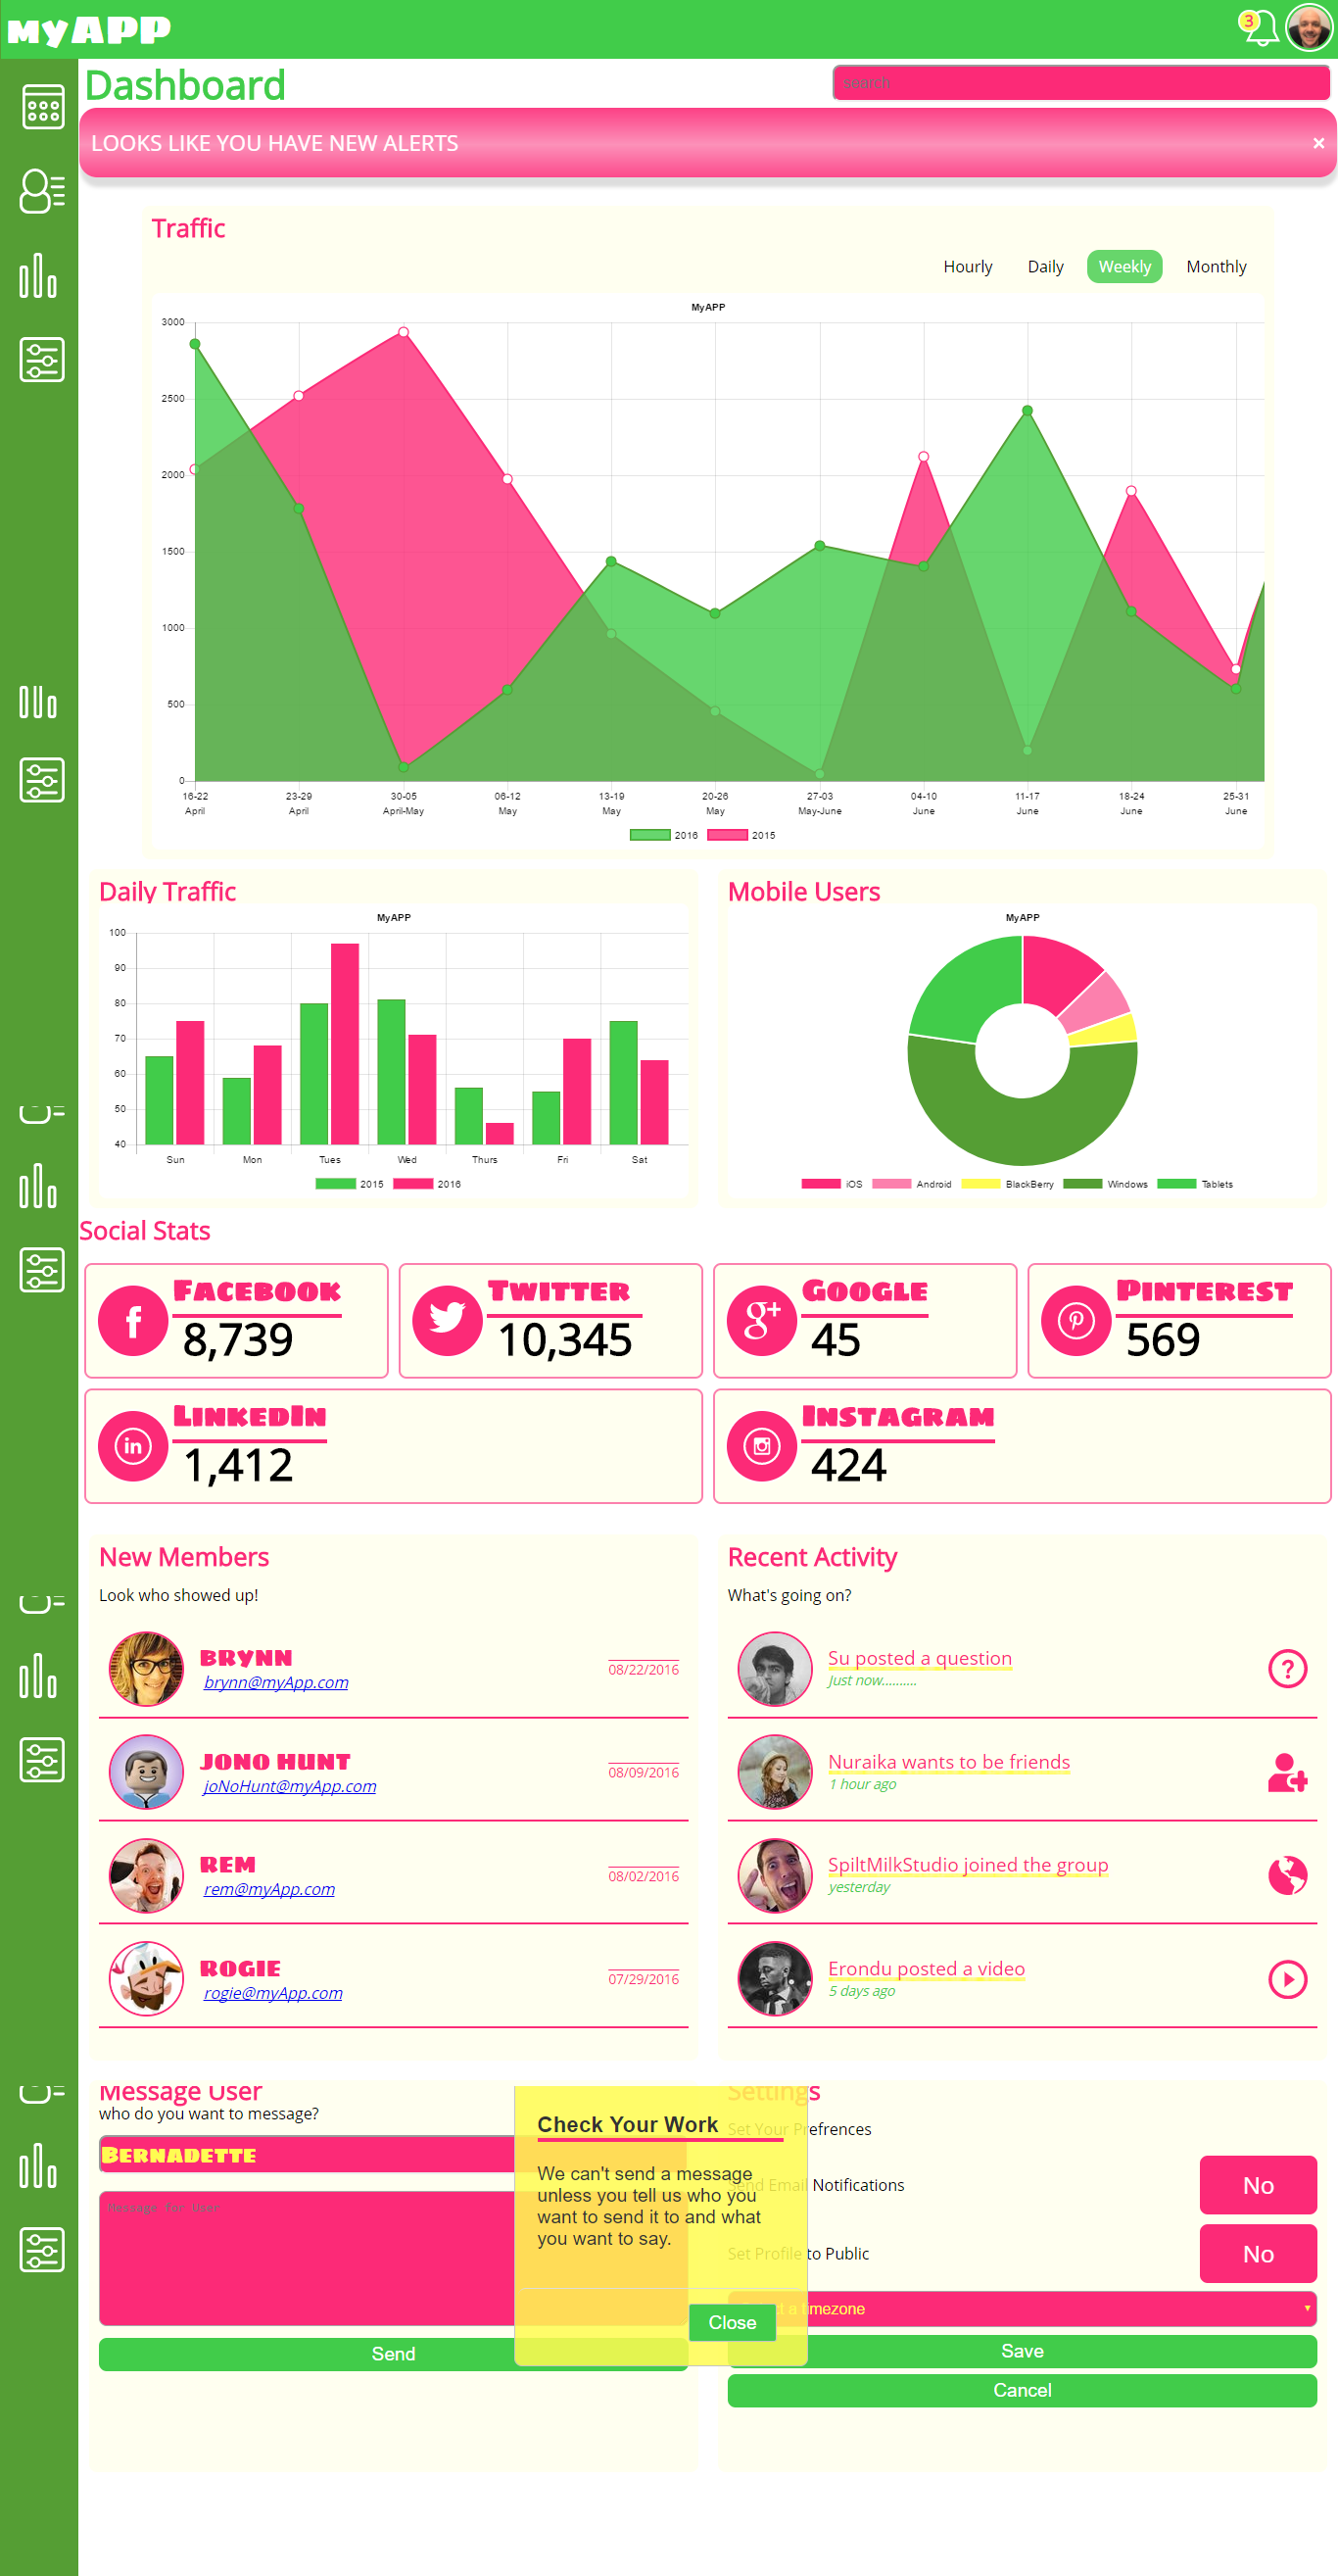 MyAPP
3
Dashboard
search
LOOKS LIKE YOU HAVE NEW ALERTS
×
Traffic
Hourly Daily Weekly Monthly
MyAPP
3000
2500
2000
1500
1000
500
0
16-22 23-29 30-05 06-12 13-19 20-26 27-03 04-10 11-17 18-24 25-31
April April April-May May May May May-June June June June June
2016 2015
Daily Traffic
MyAPP
100
90
80
70
60
50
40
Sun Mon Tues Wed Thurs Fri Sat
2015 2016
Mobile Users
MyAPP
iOS Android BlackBerry Windows Tablets
Social Stats
Facebook
8,739
Twitter
10,345
Google
45
Pinterest
569
LinkedIn
1,412
Instagram
424
New Members
Look who showed up!
BRYNN
brynn@myApp.com
08/22/2016
JONO HUNT
joNoHunt@myApp.com
08/09/2016
REM
rem@myApp.com
08/02/2016
ROGIE
rogie@myApp.com
07/29/2016
Recent Activity
What's going on?
Su posted a question
Just now..........
Nuraika wants to be friends
1 hour ago
SpiltMilkStudio joined the group
yesterday
Erondu posted a video
5 days ago
Message User
who do you want to message?
Bernadette
Message for User
Send
Check Your Work
We can't send a message
unless you tell us who you
want to send it to and what
you want to say.
Close
Settings
Set Your Prefrences
Send Email Notifications
No
Set Profile to Public
No
a timezone
Save
Cancel